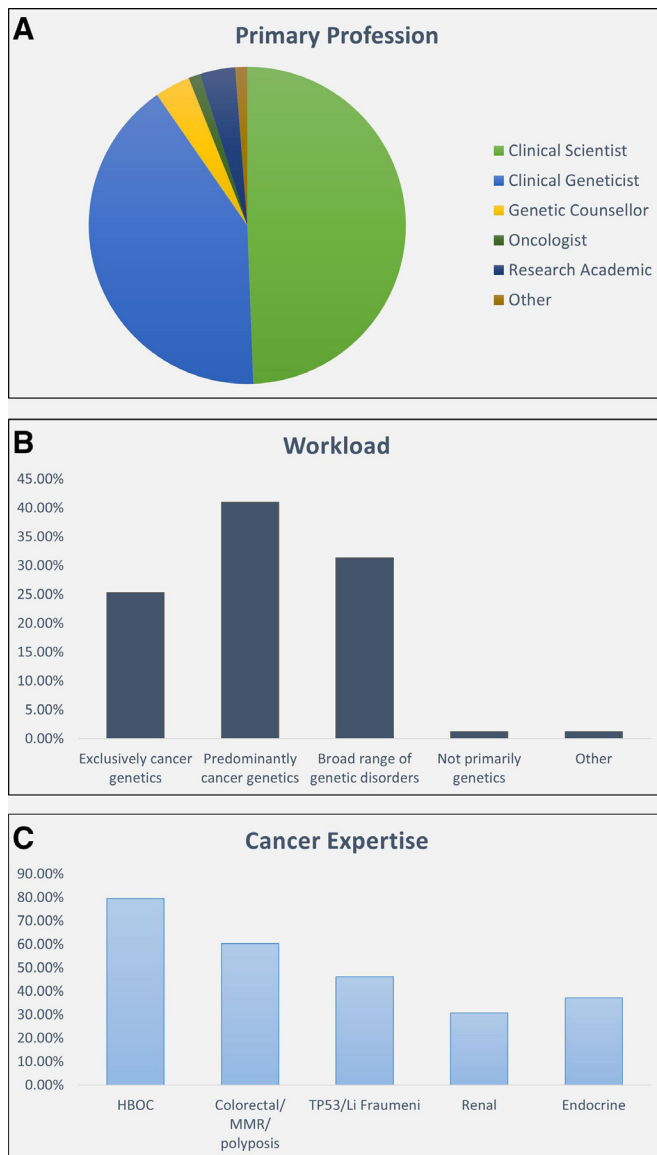 A
Primary Profession
Clinical Scientist
Clinical Geneticist
Genetic Counsellor
Oncologist
Research Academic
Other
B
Workload
45.00%
40.00%
35.00%
30.00%
25.00%
20.00%
15.00%
10.00%
5.00%
0.00%
Exclusively cancer
genetics
Predominantly
cancer genetics
Broad range of
genetic disorders
Not primarily
genetics
Other
C
Cancer Expertise
90.00%
80.00%
70.00%
60.00%
50.00%
40.00%
30.00%
20.00%
10.00%
0.00%
HBOC
Colorectal/
MMR/
polyposis
TP53/Li Fraumeni
Renal
Endocrine